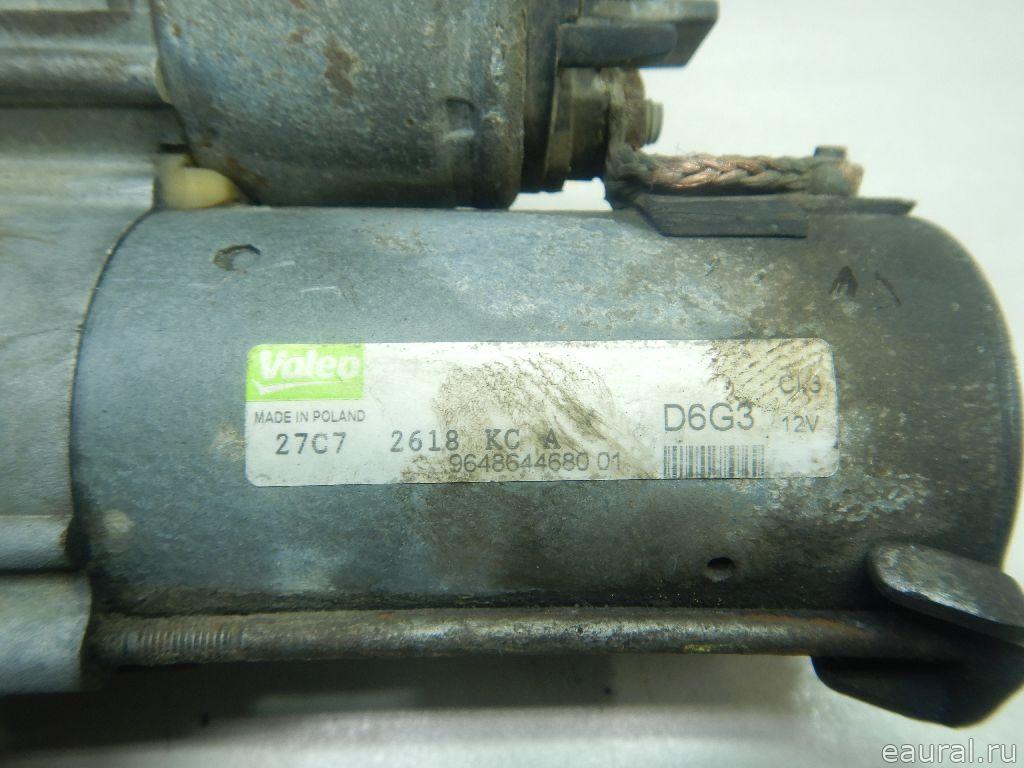 Valeo
MADE IN POLAND
27C7 2618 KC A
9648644680 01
D6G3
12V
eaural.ru